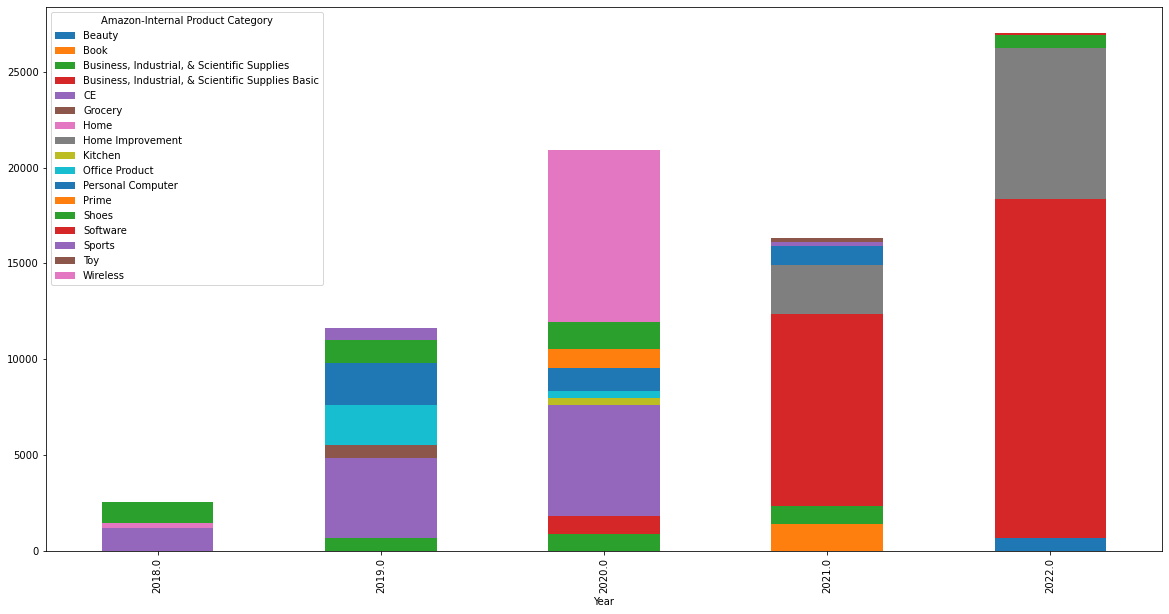 Amazon-Internal Product Category
Beauty
Book
Business, Industrial, & Scientific Supplies
Business, Industrial, & Scientific Supplies Basic
CE
Grocery
Home
Home Improvement
Kitchen
Office Product
Personal Computer
Prime
Shoes
Software
Sports
Toy
Wireless
25000
20000
15000
10000
5000
0
2018.0
2019.0
2020.0
2021.0
2022.0
Year